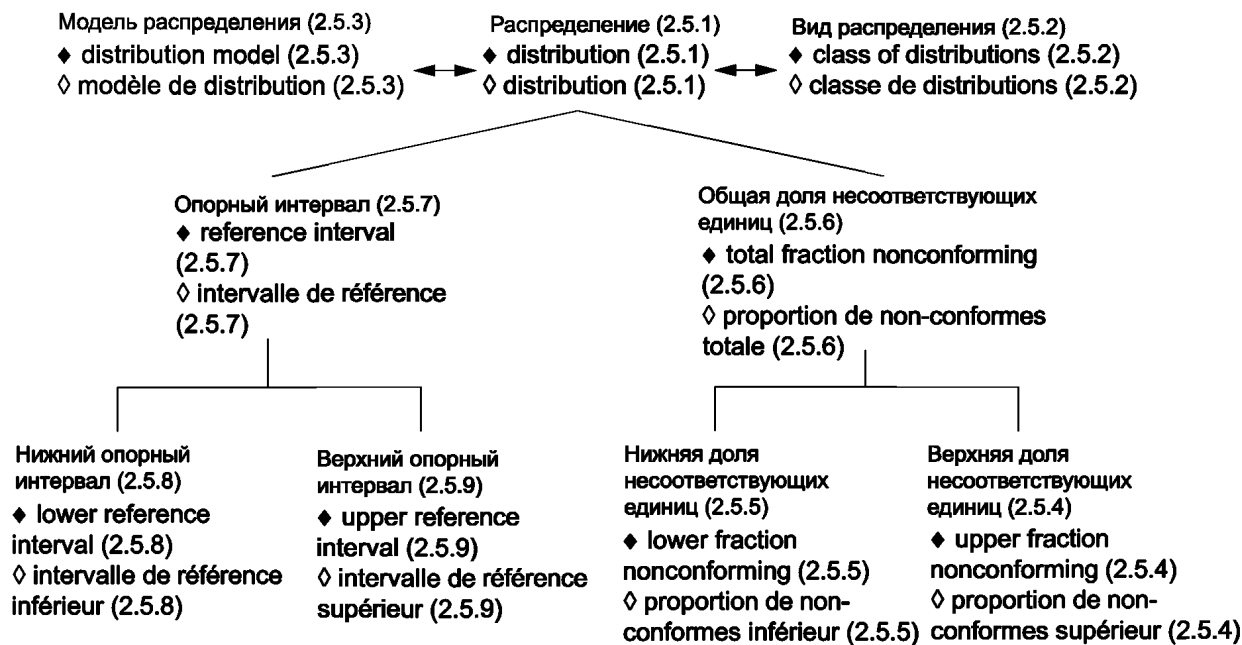 Модель распределения (2.5.3)
♦ distribution model (2.5.3)
◊ modèle de distribution (2.5.3)
Распределение (2.5.1)
♦ distribution (2.5.1)
◊ distribution (2.5.1)
Вид распределения (2.5.2)
♦ class of distributions (2.5.2)
◊ classe de distributions (2.5.2)
Опорный интервал (2.5.7)
♦ reference interval
(2.5.7)
◊ intervalle de référence
(2.5.7)
Общая доля несоответствующих
единиц (2.5.6)
♦ total fraction nonconforming
(2.5.6)
◊ proportion de non-conformes
totale (2.5.6)
Нижний опорный
интервал (2.5.8)
♦ lower reference
interval (2.5.8)
◊ intervalle de référence
inférieur (2.5.8)
Верхний опорный
интервал (2.5.9)
♦ upper reference
interval (2.5.9)
◊ intervalle de référence
supérieur (2.5.9)
Нижняя доля
несоответствующих
единиц (2.5.5)
♦ lower fraction
nonconforming (2.5.5)
◊ proportion de non-
conformes inférieur (2.5.5)
Верхняя доля
несоответствующих
единиц (2.5.4)
♦ upper fraction
nonconforming (2.5.4)
◊ proportion de non-
conformes supérieur (2.5.4)